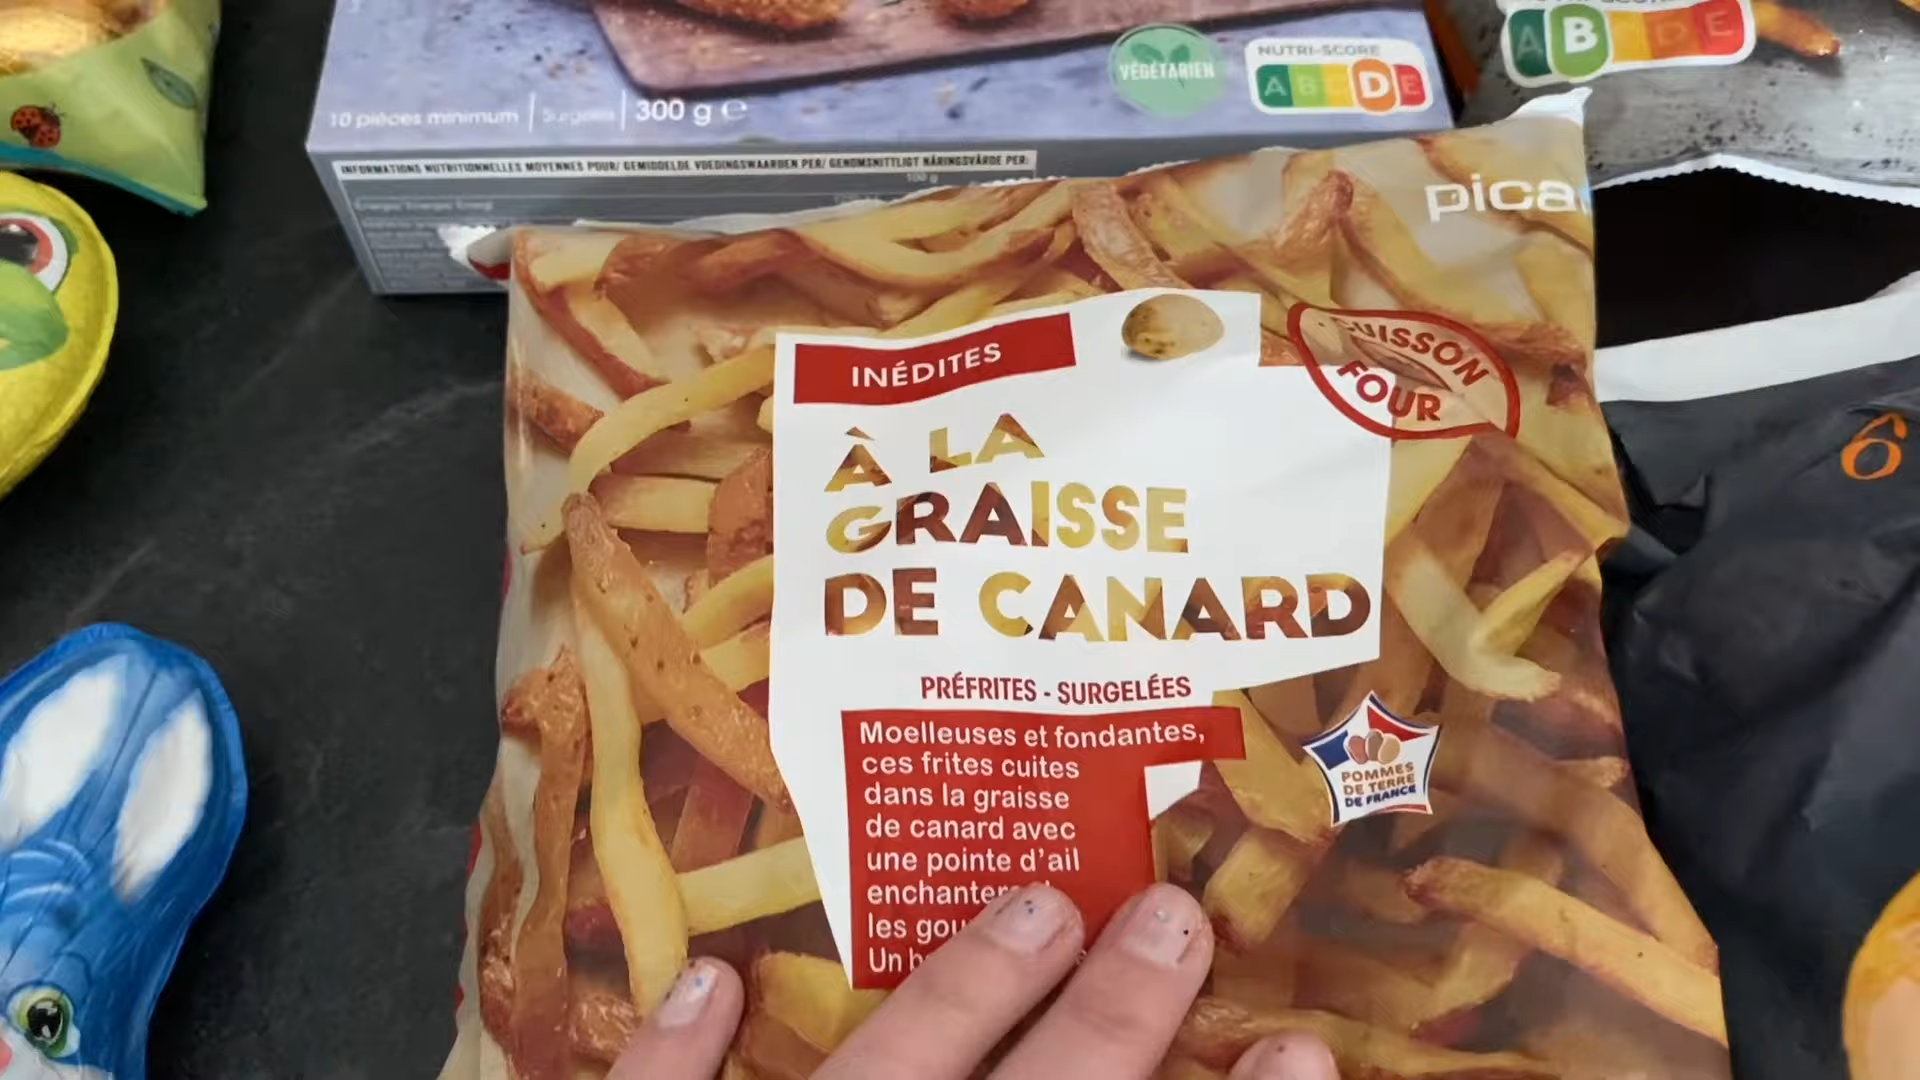 VÉGÉTARIEN
NUTRI-SCORE
A B C D E
A B D E
10 pièces minimum
Surgelés
300 g e
INFORMATIONS NUTRITIONNELLES MOYENNES POUR/ GEMIDDELDE VOEDINGSWAARDEN PER/ GENOMSNITTLIGT NÄRINGSVÄRDE PER:
100 g
pica
INÉDITES
CUISSON
FOUR
À LA
GRAISSE
DE CANARD
PRÉFRITES - SURGELÉES
Moelleuses et fondantes,
ces frites cuites
dans la graisse
de canard avec
une pointe d'ail
les
Un
POMMES
DE TERRE
DE FRANCE
6